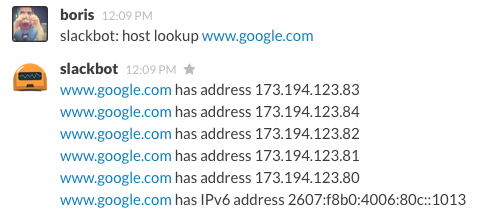 boris 12:09 PM
slackbot: host lookup www.google.com
slackbot 12:09 PM
www.google.com has address 173.194.123.83
www.google.com has address 173.194.123.84
www.google.com has address 173.194.123.82
www.google.com has address 173.194.123.81
www.google.com has address 173.194.123.80
www.google.com has IPv6 address 2607:f8b0:4006:80c::1013